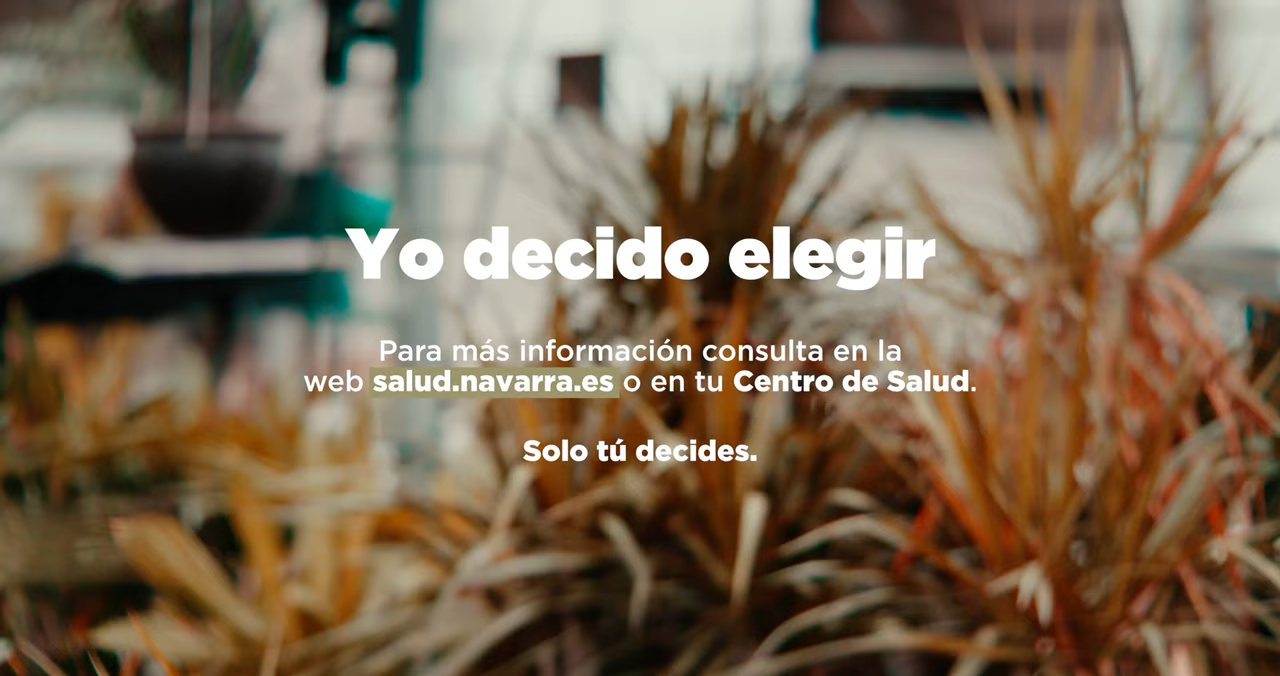 Yo decido elegir
Para más información consulta en la
web salud.navarra.es o en tu Centro de Salud.
Solo tú decides.